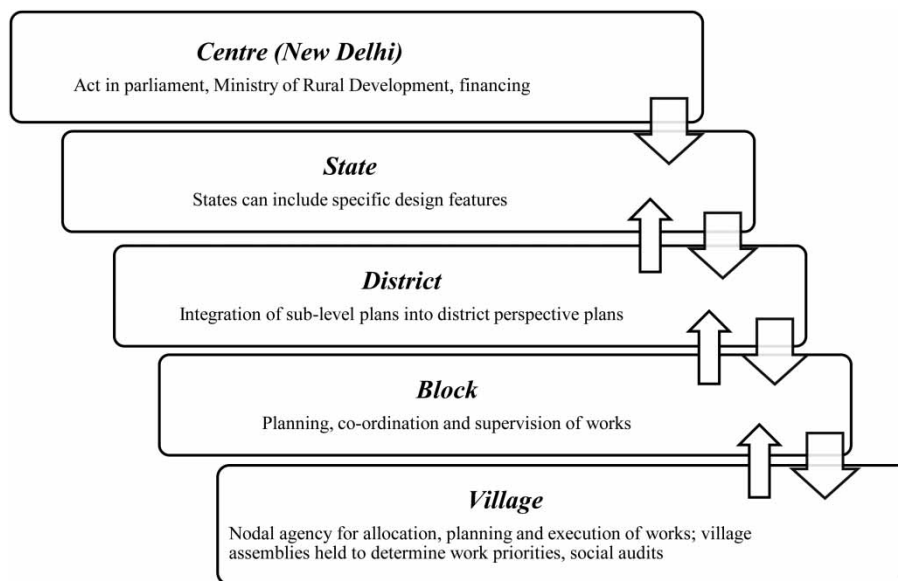 Centre (New Delhi)
Act in parliament, Ministry of Rural Development, financing
State
States can include specific design features
District
Integration of sub-level plans into district perspective plans
Block
Planning, co-ordination and supervision of works
Village
Nodal agency for allocation, planning and execution of works; village
assemblies held to determine work priorities, social audits